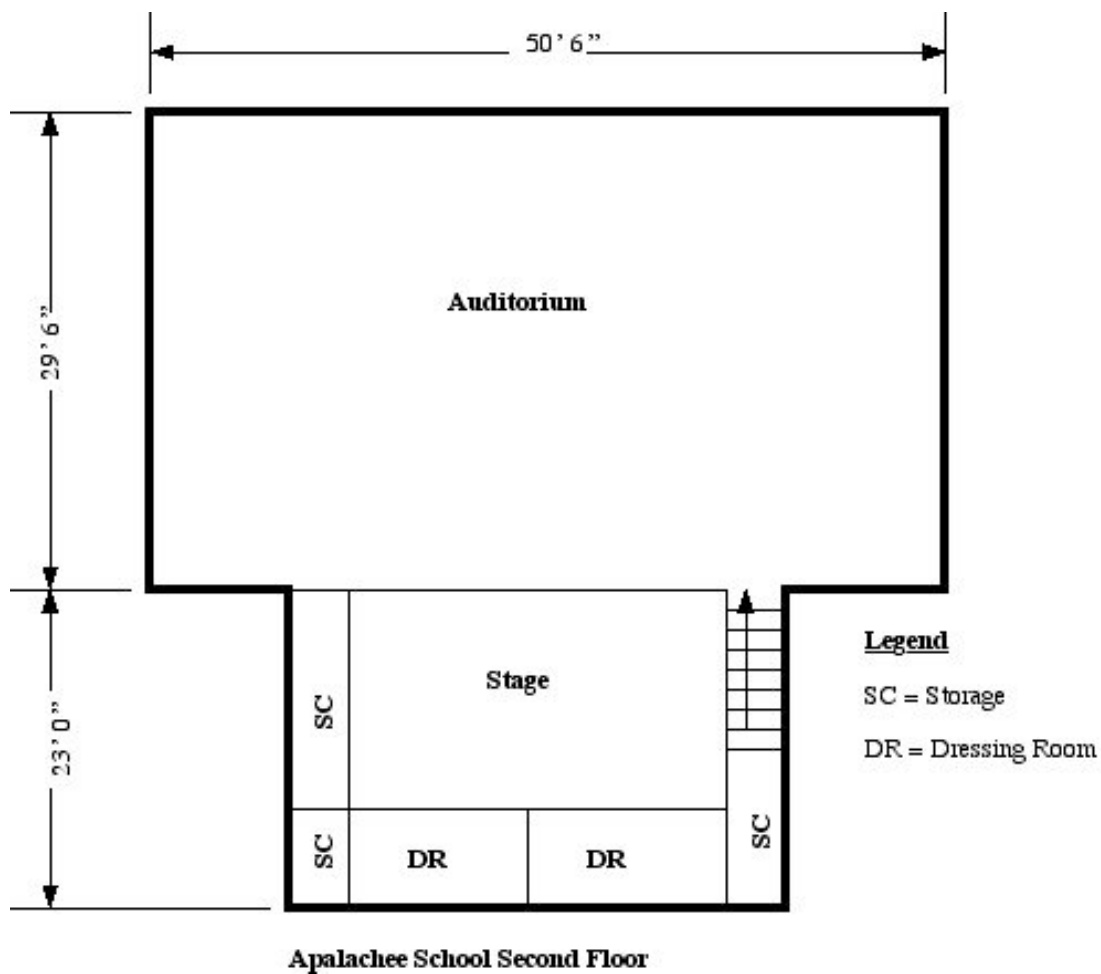 50’6”
29’6”
Auditorium
23’0”
SC
Stage
Legend
SC = Storage
DR = Dressing Room
SC
DR
DR
SC
Apalachee School Second Floor